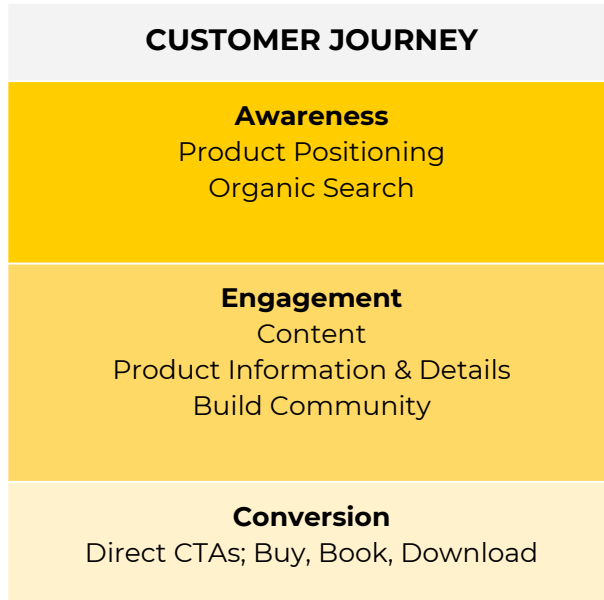 CUSTOMER JOURNEY
Awareness
Product Positioning
Organic Search
Engagement
Content
Product Information & Details
Build Community
Conversion
Direct CTAs; Buy, Book, Download